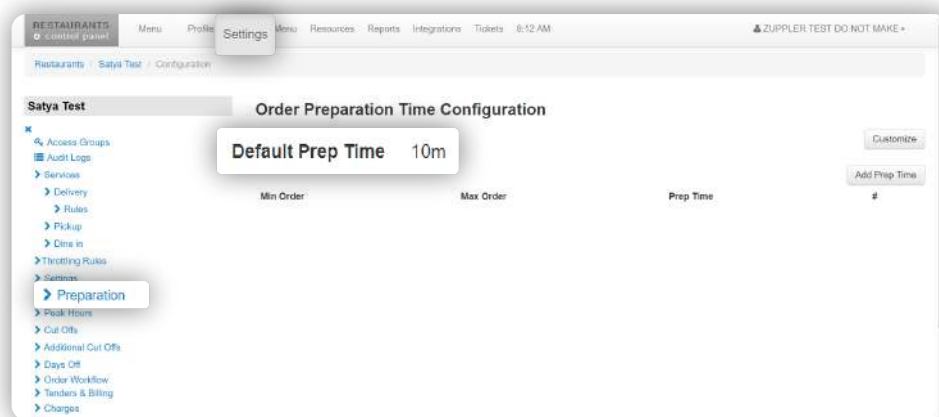 RESTAURANTS
control panel
Menu Profile Settings Menu Resources Reports Integrations Tickets 8:12 AM ZUPPLER TEST DO NOT MAKE
Restaurants / Satya Test / Configuration
Satya Test
Order Preparation Time Configuration
Access Groups
Customize
Default Prep Time 10m
Audit Logs
Services
Add Prep Time
Delivery
Min Order Max Order Prep Time #
Rules
Pickup
Dine in
Throttling Rules
Settings
Preparation
Peak Hours
Cut Offs
Additional Cut Offs
Days Off
Order Workflow
Tenders & Billing
Charges